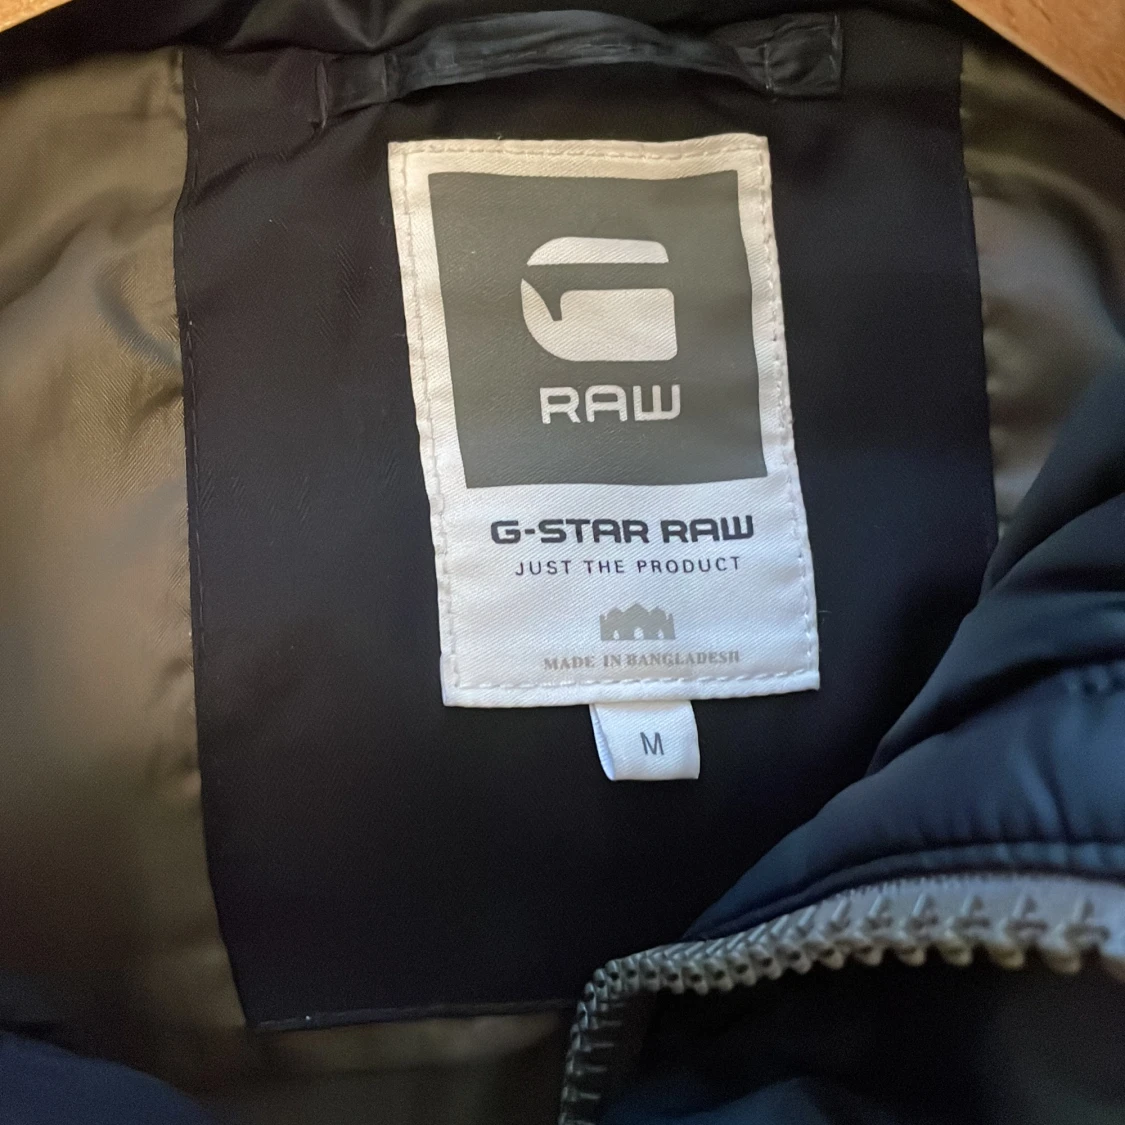 RAW
G-STAR RAW
JUST THE PRODUCT
MADE IN BANGLADESH
M